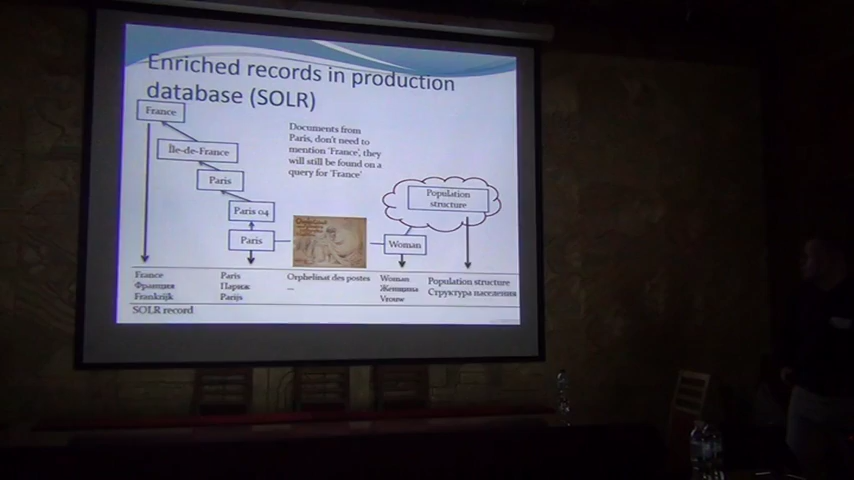 Enriched records in production
database (SOLR)
France
Île-de-France
Paris
Paris 04
Paris
Documents from
Paris, don't need to
mention 'France', they
will still be found on a
query for 'France'
Population
structure
Woman
France
Франция
Frankrijk
Paris
Париж
Parijs
Orphelinat des postes
...
Woman
Женщина
Vrouw
Population structure
Структура населения
SOLR record